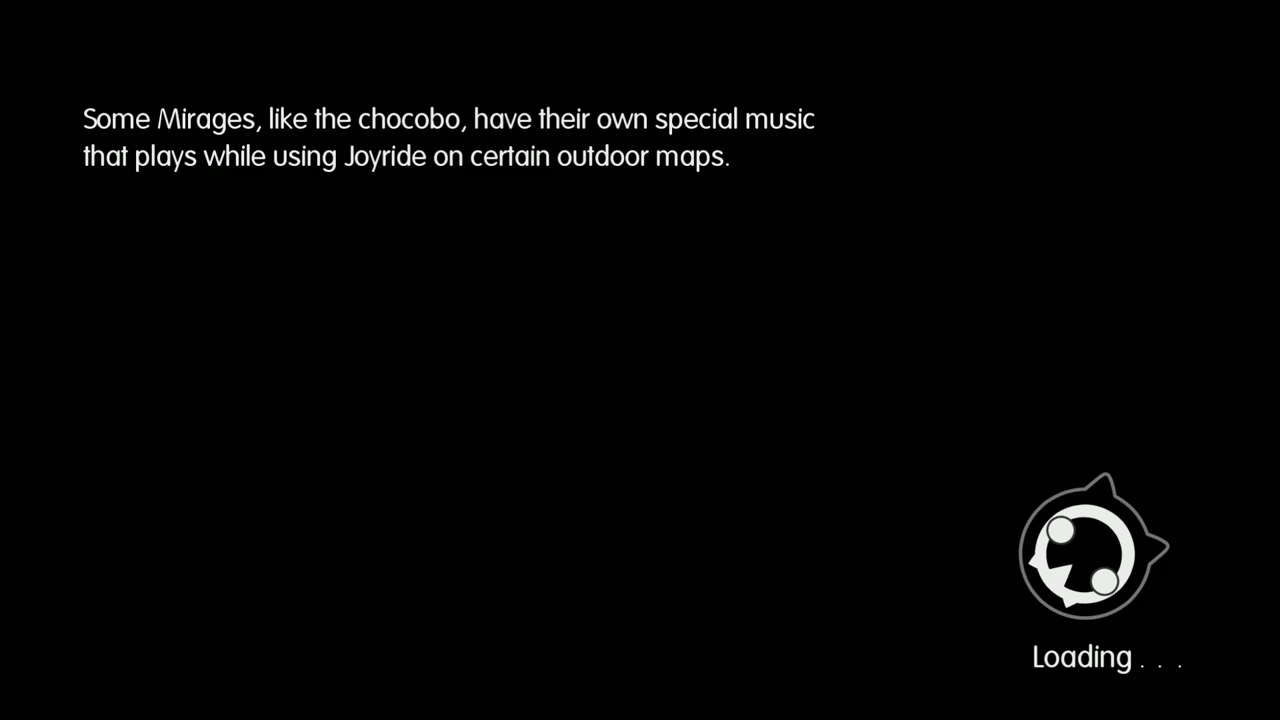 Some Mirages, like the chocobo, have their own special music
that plays while using Joyride on certain outdoor maps.
Loading . . .